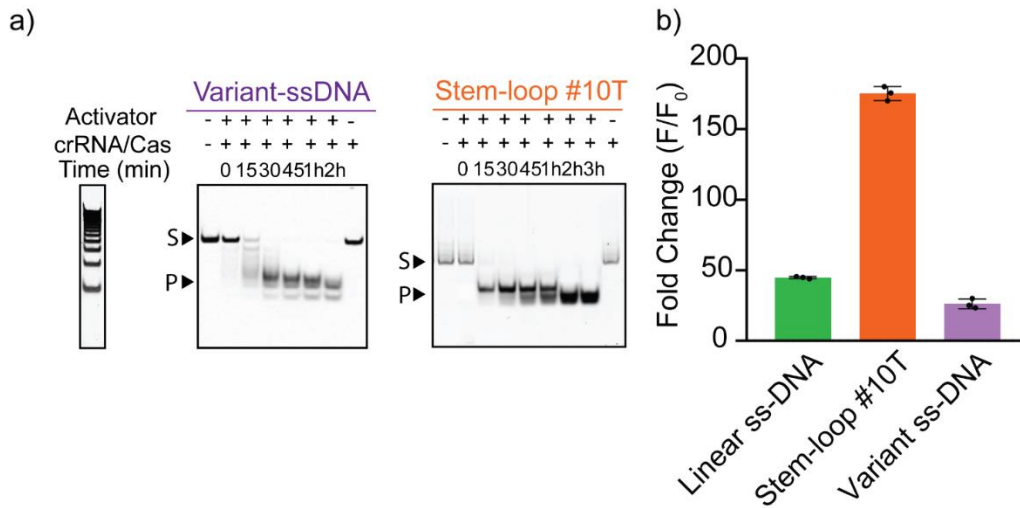 a)
Variant-ssDNA
Stem-loop #10T
Activator - + + + + + + - - + + + + + + + -
crRNA/Cas - + + + + + + + - + + + + + + + +
Time (min) 0 15 30 45 1h 2h 0 15 30 45 1h 2h 3h
S
P
S
P
b)
Fold Change (F/F0)
200
150
100
50
0
Linear ss-DNA
Stem-loop #10T
Variant ss-DNA